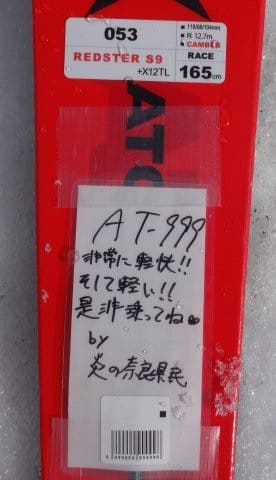 053
118/68/104mm
R 12.7m
CAMBER
REDSTER S9
RACE
+X12TL
165cm
ATO
AT-999
非常に軽快!!
そして軽い!!
是非乗ってね
by
炎の奈良県民